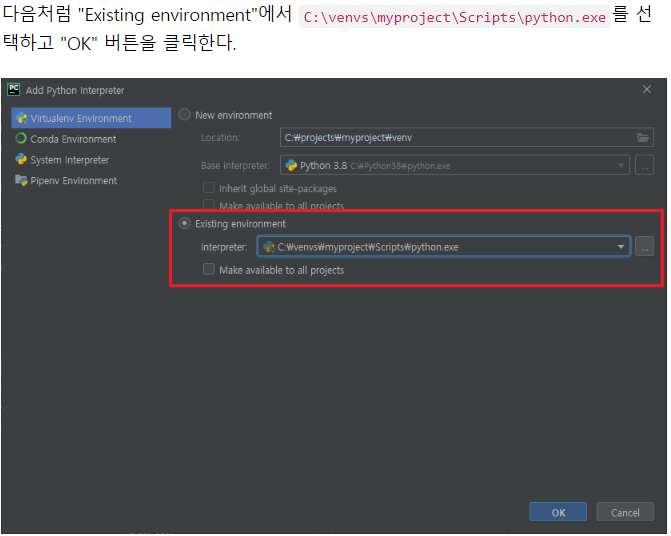 다음처럼 "Existing environment"에서 C:\venvs\myproject\Scripts\python.exe 를 선
택하고 "OK" 버튼을 클릭한다.
PC Add Python Interpreter
Virtualenv Environment
Conda Environment
System Interpreter
Pipenv Environment
New environment
Location: C:₩projects₩myproject₩venv
Base interpreter: Python 3.8 C:₩Python38₩python.exe ...
Inherit global site-packages
Make available to all projects
Existing environment
Interpreter: C:₩venvs₩myproject₩Scripts₩python.exe ...
Make available to all projects
OK Cancel